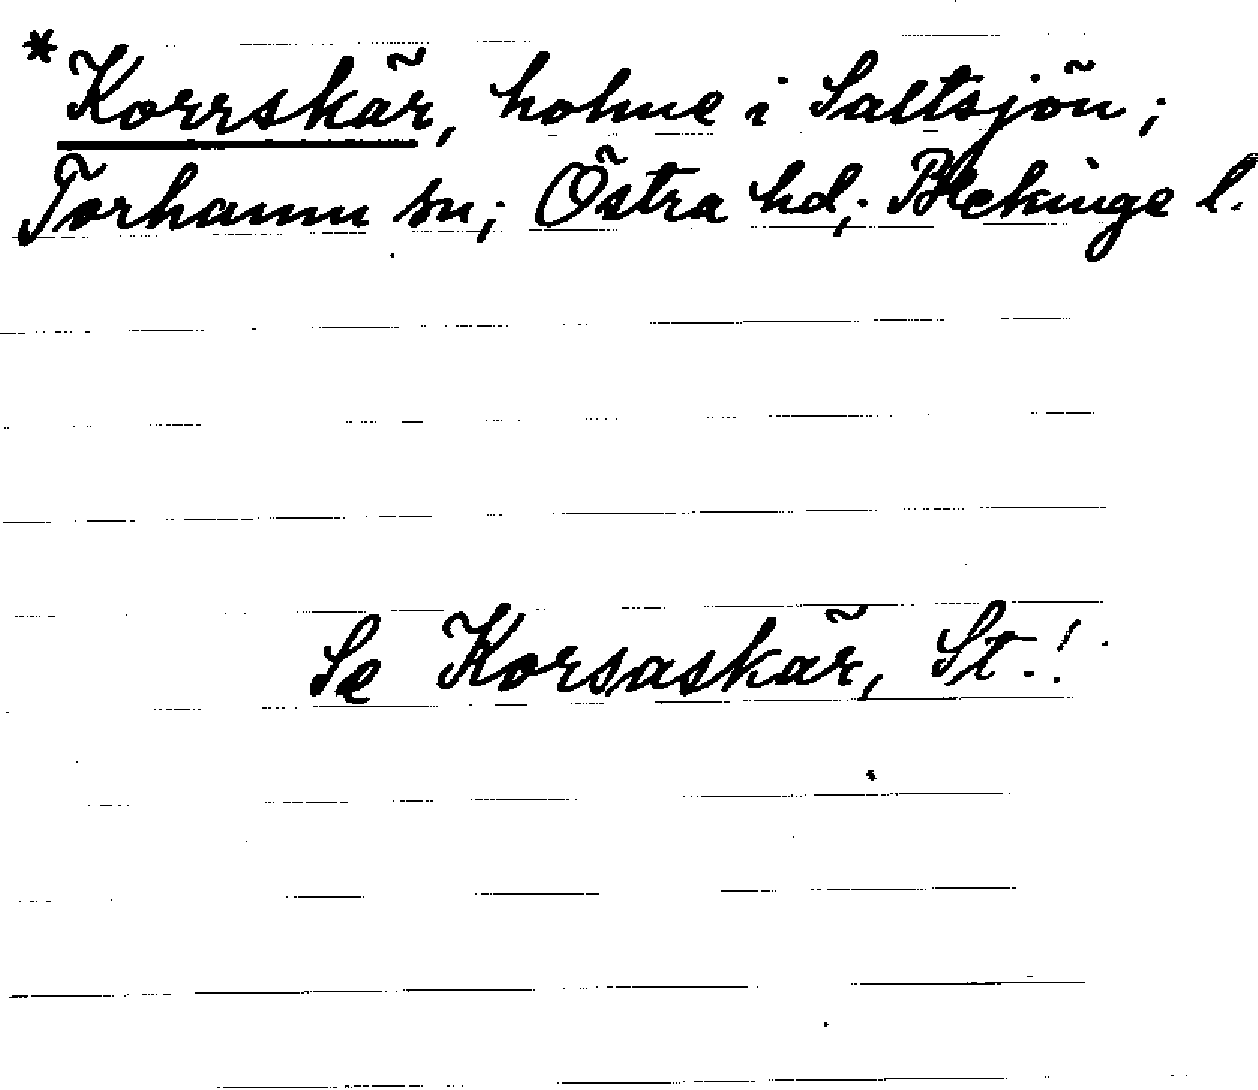 *Korrskär, holme i Saltsjön;
Torhamn sn; Östra hd; Blekinge l.
Se Korsaskär, St.!